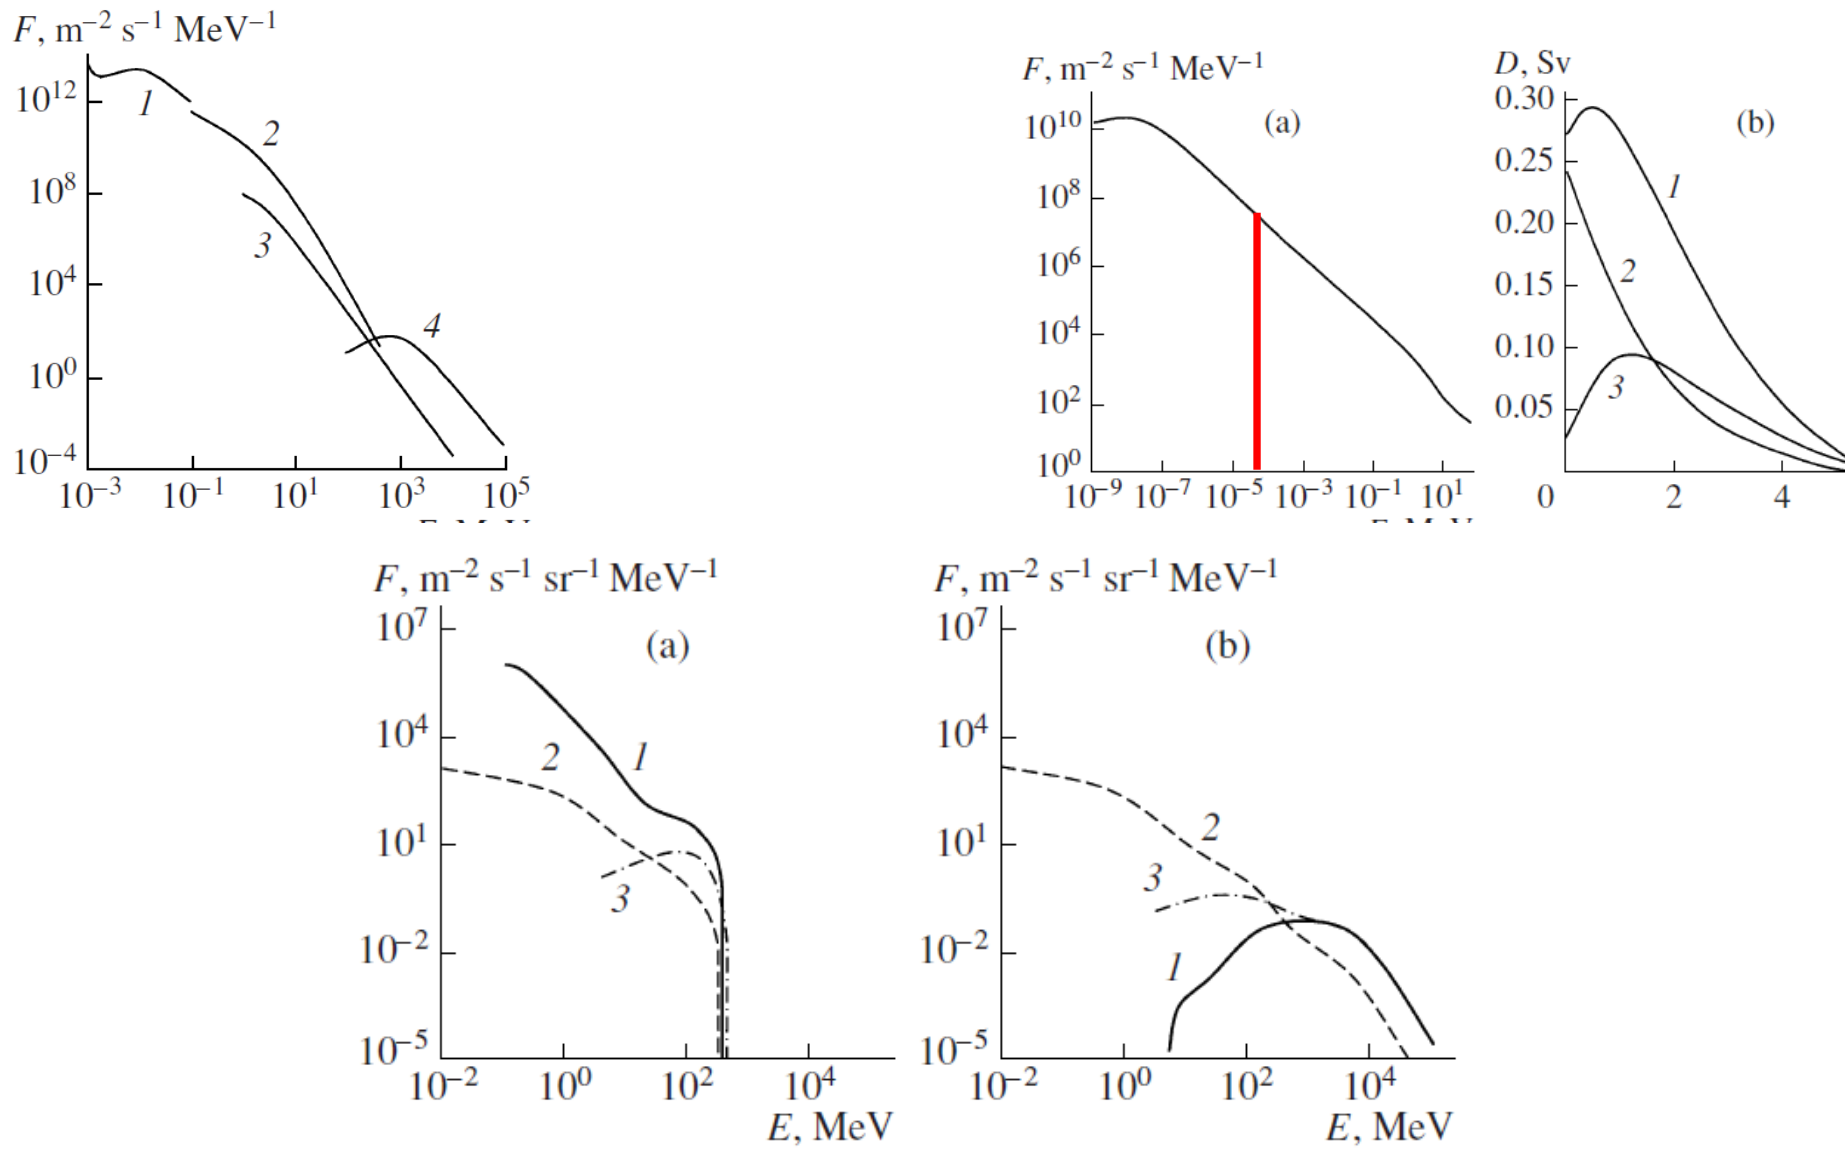 F, m⁻² s⁻¹ MeV⁻¹
10¹²
10⁸
10⁴
10⁰
10⁻⁴
1
2
3
4
10⁻³ 10⁻¹ 10¹ 10³ 10⁵
E, MeV
F, m⁻² s⁻¹ MeV⁻¹
(a)
10¹⁰
10⁸
10⁶
10⁴
10²
10⁰
10⁻⁹ 10⁻⁷ 10⁻⁵ 10⁻³ 10⁻¹ 10¹
E, MeV
D, Sv
(b)
0.30
0.25
0.20
0.15
0.10
0.05
1
2
3
0 2 4
F, m⁻² s⁻¹ sr⁻¹ MeV⁻¹
(a)
10⁷
10⁴
10¹
10⁻²
10⁻⁵
2
1
3
10⁻² 10⁰ 10² 10⁴
E, MeV
F, m⁻² s⁻¹ sr⁻¹ MeV⁻¹
(b)
10⁷
10⁴
10¹
10⁻²
10⁻⁵
2
3
1
10⁻² 10⁰ 10² 10⁴
E, MeV